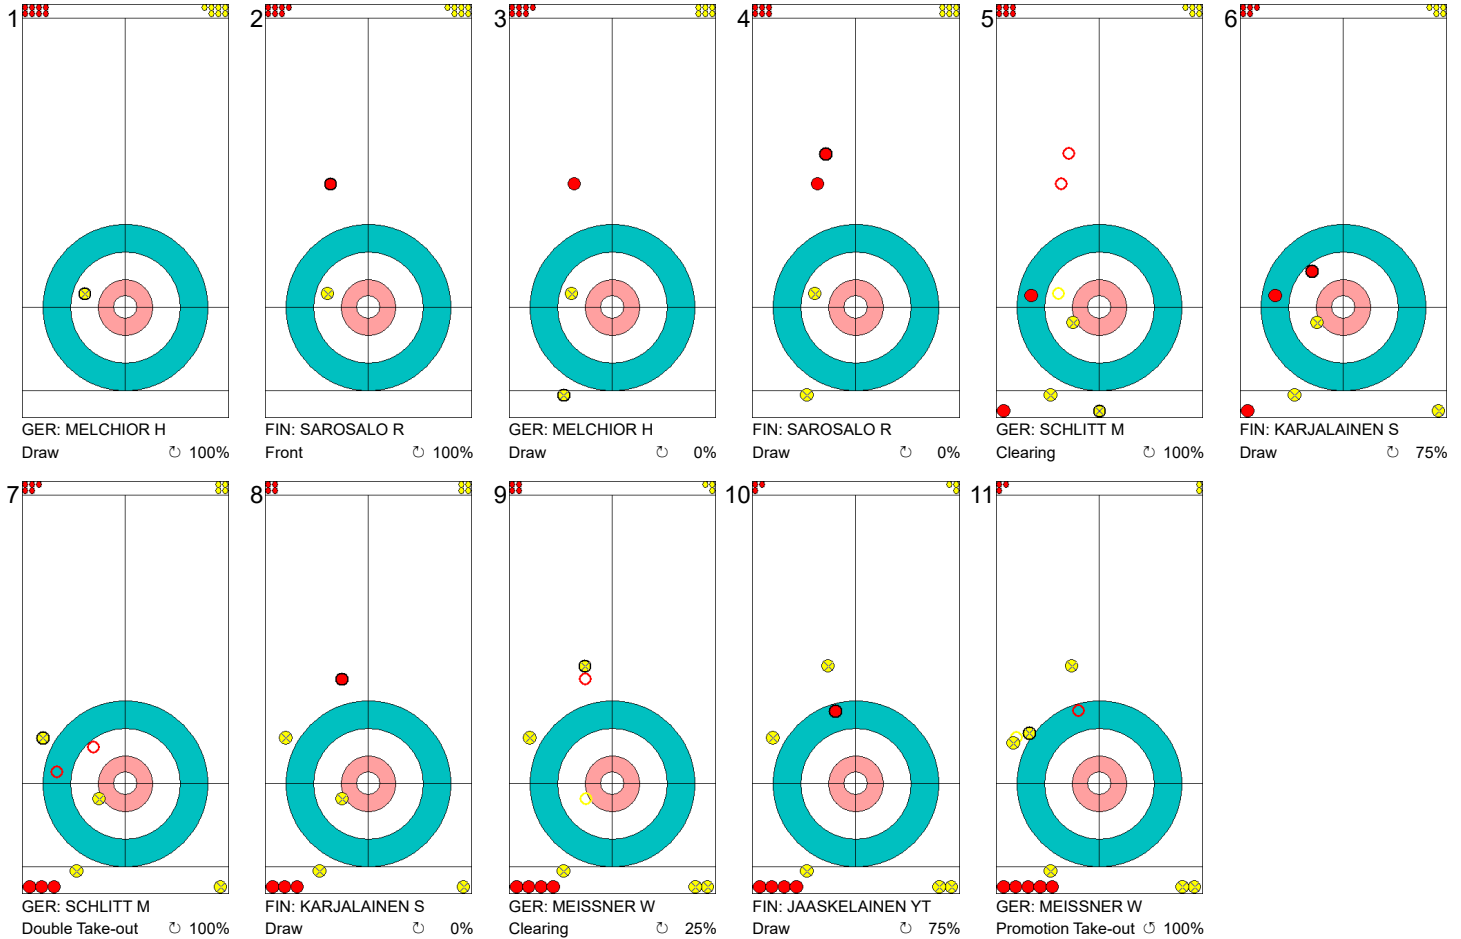 1
2
3
4
5
6
GER: MELCHIOR H
Draw ↻ 100%
FIN: SAROSALO R
Front ↻ 100%
GER: MELCHIOR H
Draw ↻ 0%
FIN: SAROSALO R
Draw ↻ 0%
GER: SCHLITT M
Clearing ↻ 100%
FIN: KARJALAINEN S
Draw ↻ 75%
7
8
9
10
11
GER: SCHLITT M
Double Take-out ↻ 100%
FIN: KARJALAINEN S
Draw ↻ 0%
GER: MEISSNER W
Clearing ↻ 25%
FIN: JAASKELAINEN YT
Draw ↻ 75%
GER: MEISSNER W
Promotion Take-out ↻ 100%